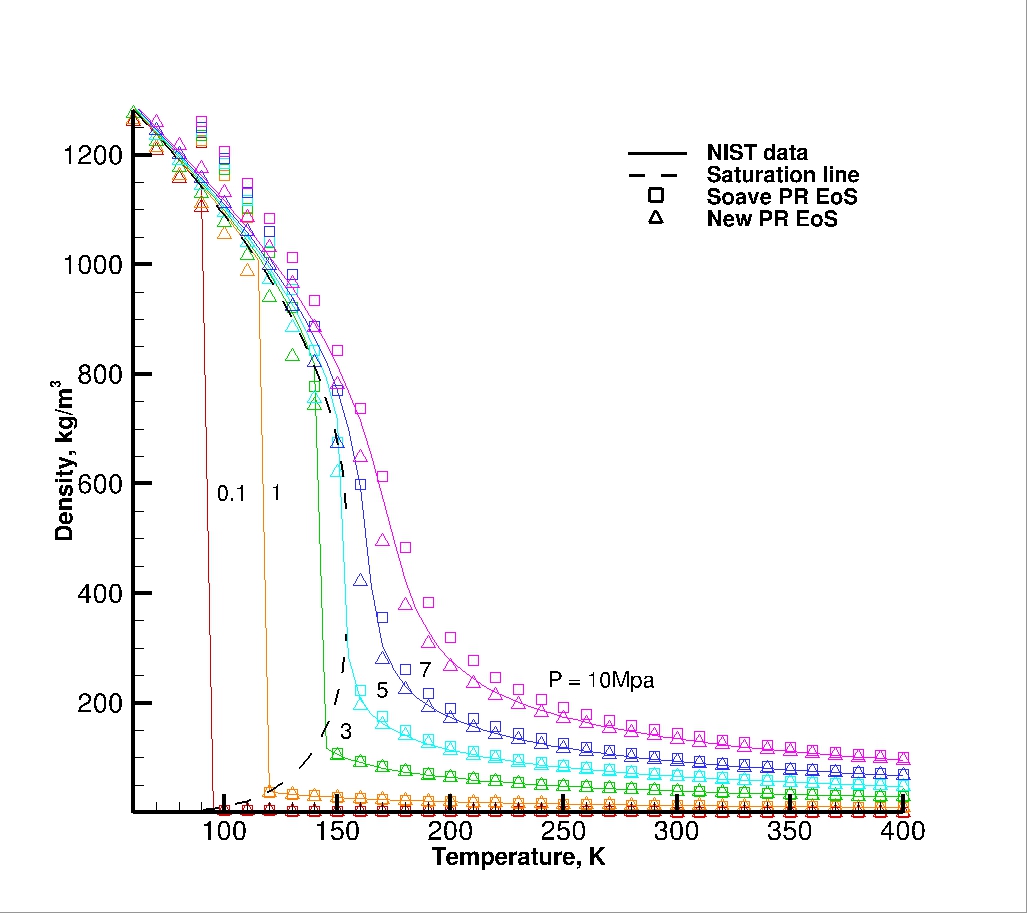 NIST data
Saturation line
Soave PR EoS
New PR EoS
1200
1000
800
600
400
200
Density, kg/m³
0.1
1
3
5
7
P = 10Mpa
100
150
200
250
300
350
400
Temperature, K